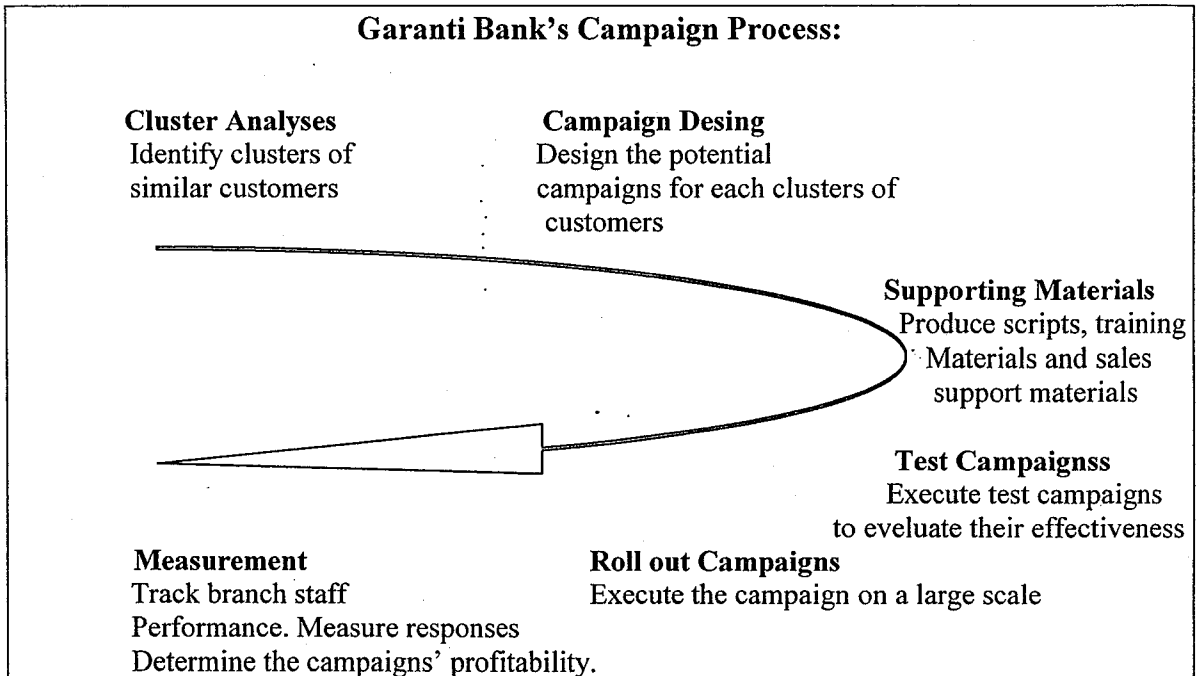 Garanti Bank's Campaign Process:
Cluster Analyses
Identify clusters of
similar customers
Campaign Desing
Design the potential
campaigns for each clusters of
customers
Supporting Materials
Produce scripts, training
Materials and sales
support materials
Test Campaignss
Execute test campaigns
to eveluate their effectiveness
Roll out Campaigns
Execute the campaign on a large scale
Measurement
Track branch staff
Performance. Measure responses
Determine the campaigns' profitability.